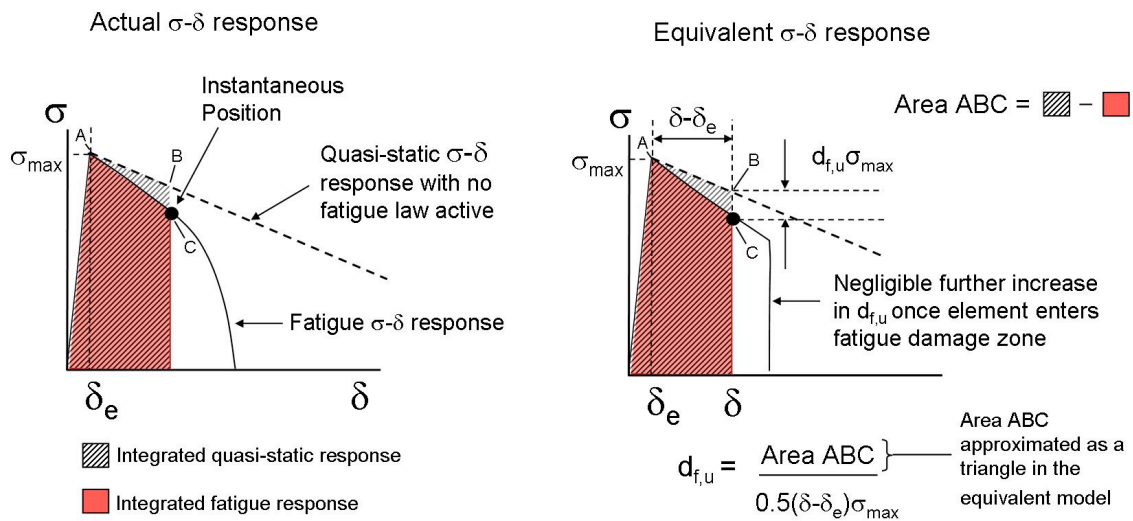 Actual σ-δ response
Instantaneous
Position
σ
A
σmax
B
Quasi-static σ-δ
response with no
fatigue law active
C
Fatigue σ-δ response
δe
δ
Integrated quasi-static response
Integrated fatigue response
Equivalent σ-δ response
Area ABC = –
σ
δ-δe
A
σmax
B
df,uσmax
C
Negligible further increase
in df,u once element enters
fatigue damage zone
δe
δ
df,u = Area ABC
0.5(δ-δe)σmax
Area ABC
approximated as a
triangle in the
equivalent model